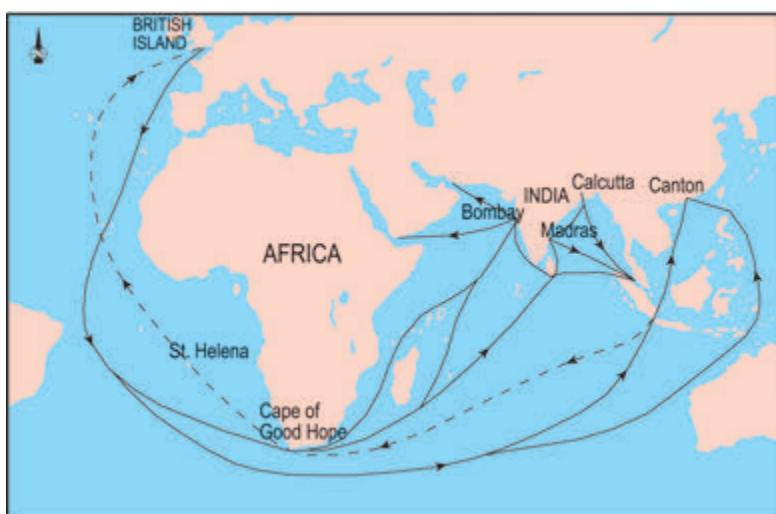 BRITISH
ISLAND
INDIA
Calcutta
Canton
Bombay
Madras
AFRICA
St. Helena
Cape of
Good Hope